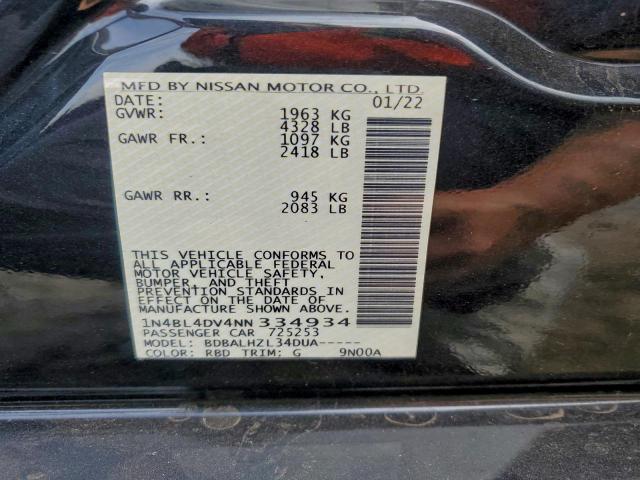 MFD BY NISSAN MOTOR CO., LTD.
DATE: 01/22
GVWR: 1963 KG
4328 LB
GAWR FR.: 1097 KG
2418 LB
GAWR RR.: 945 KG
2083 LB
THIS VEHICLE CONFORMS TO
ALL APPLICABLE FEDERAL
MOTOR VEHICLE SAFETY,
BUMPER, AND THEFT
PREVENTION STANDARDS IN
EFFECT ON THE DATE OF
MANUFACTURE SHOWN ABOVE.
1N4BL4DV4NN334934
PASSENGER CAR 725253
MODEL: BDBALHZL34DUA-----
COLOR: RBD TRIM: G 9N00A